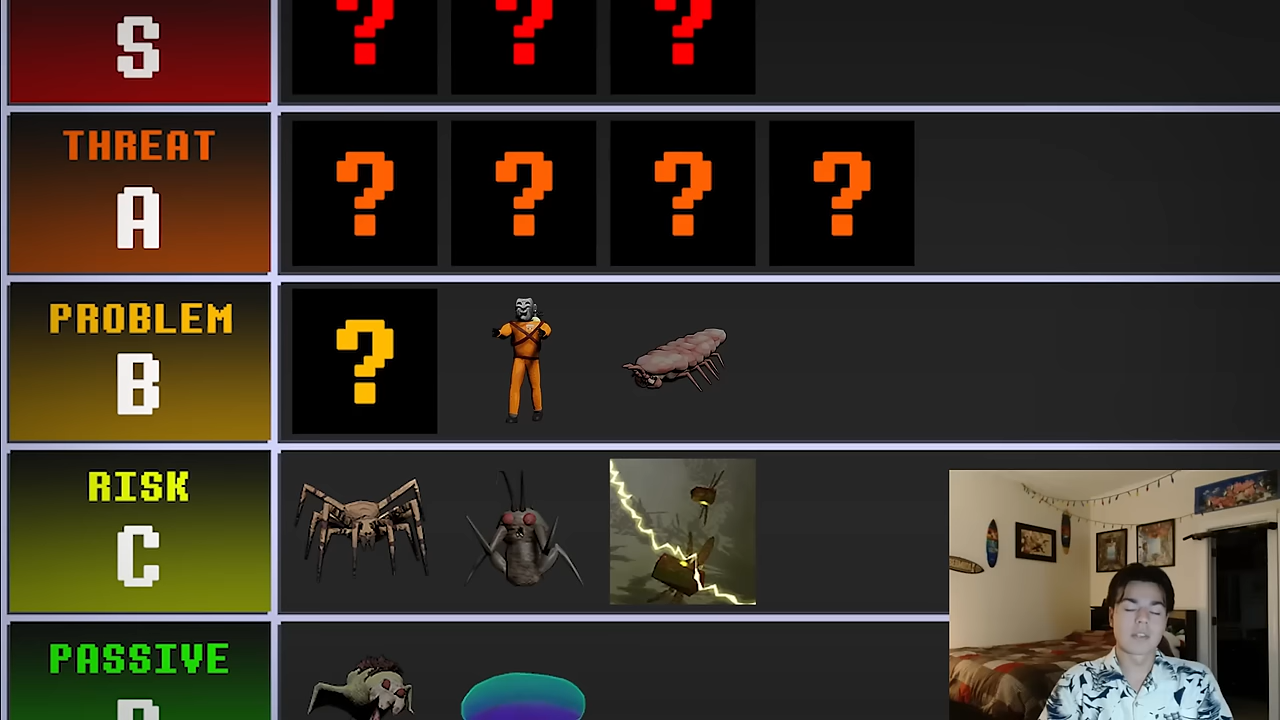 S
? ? ?
THREAT
A
? ? ? ?
PROBLEM
B
?
RISK
C
PASSIVE
D